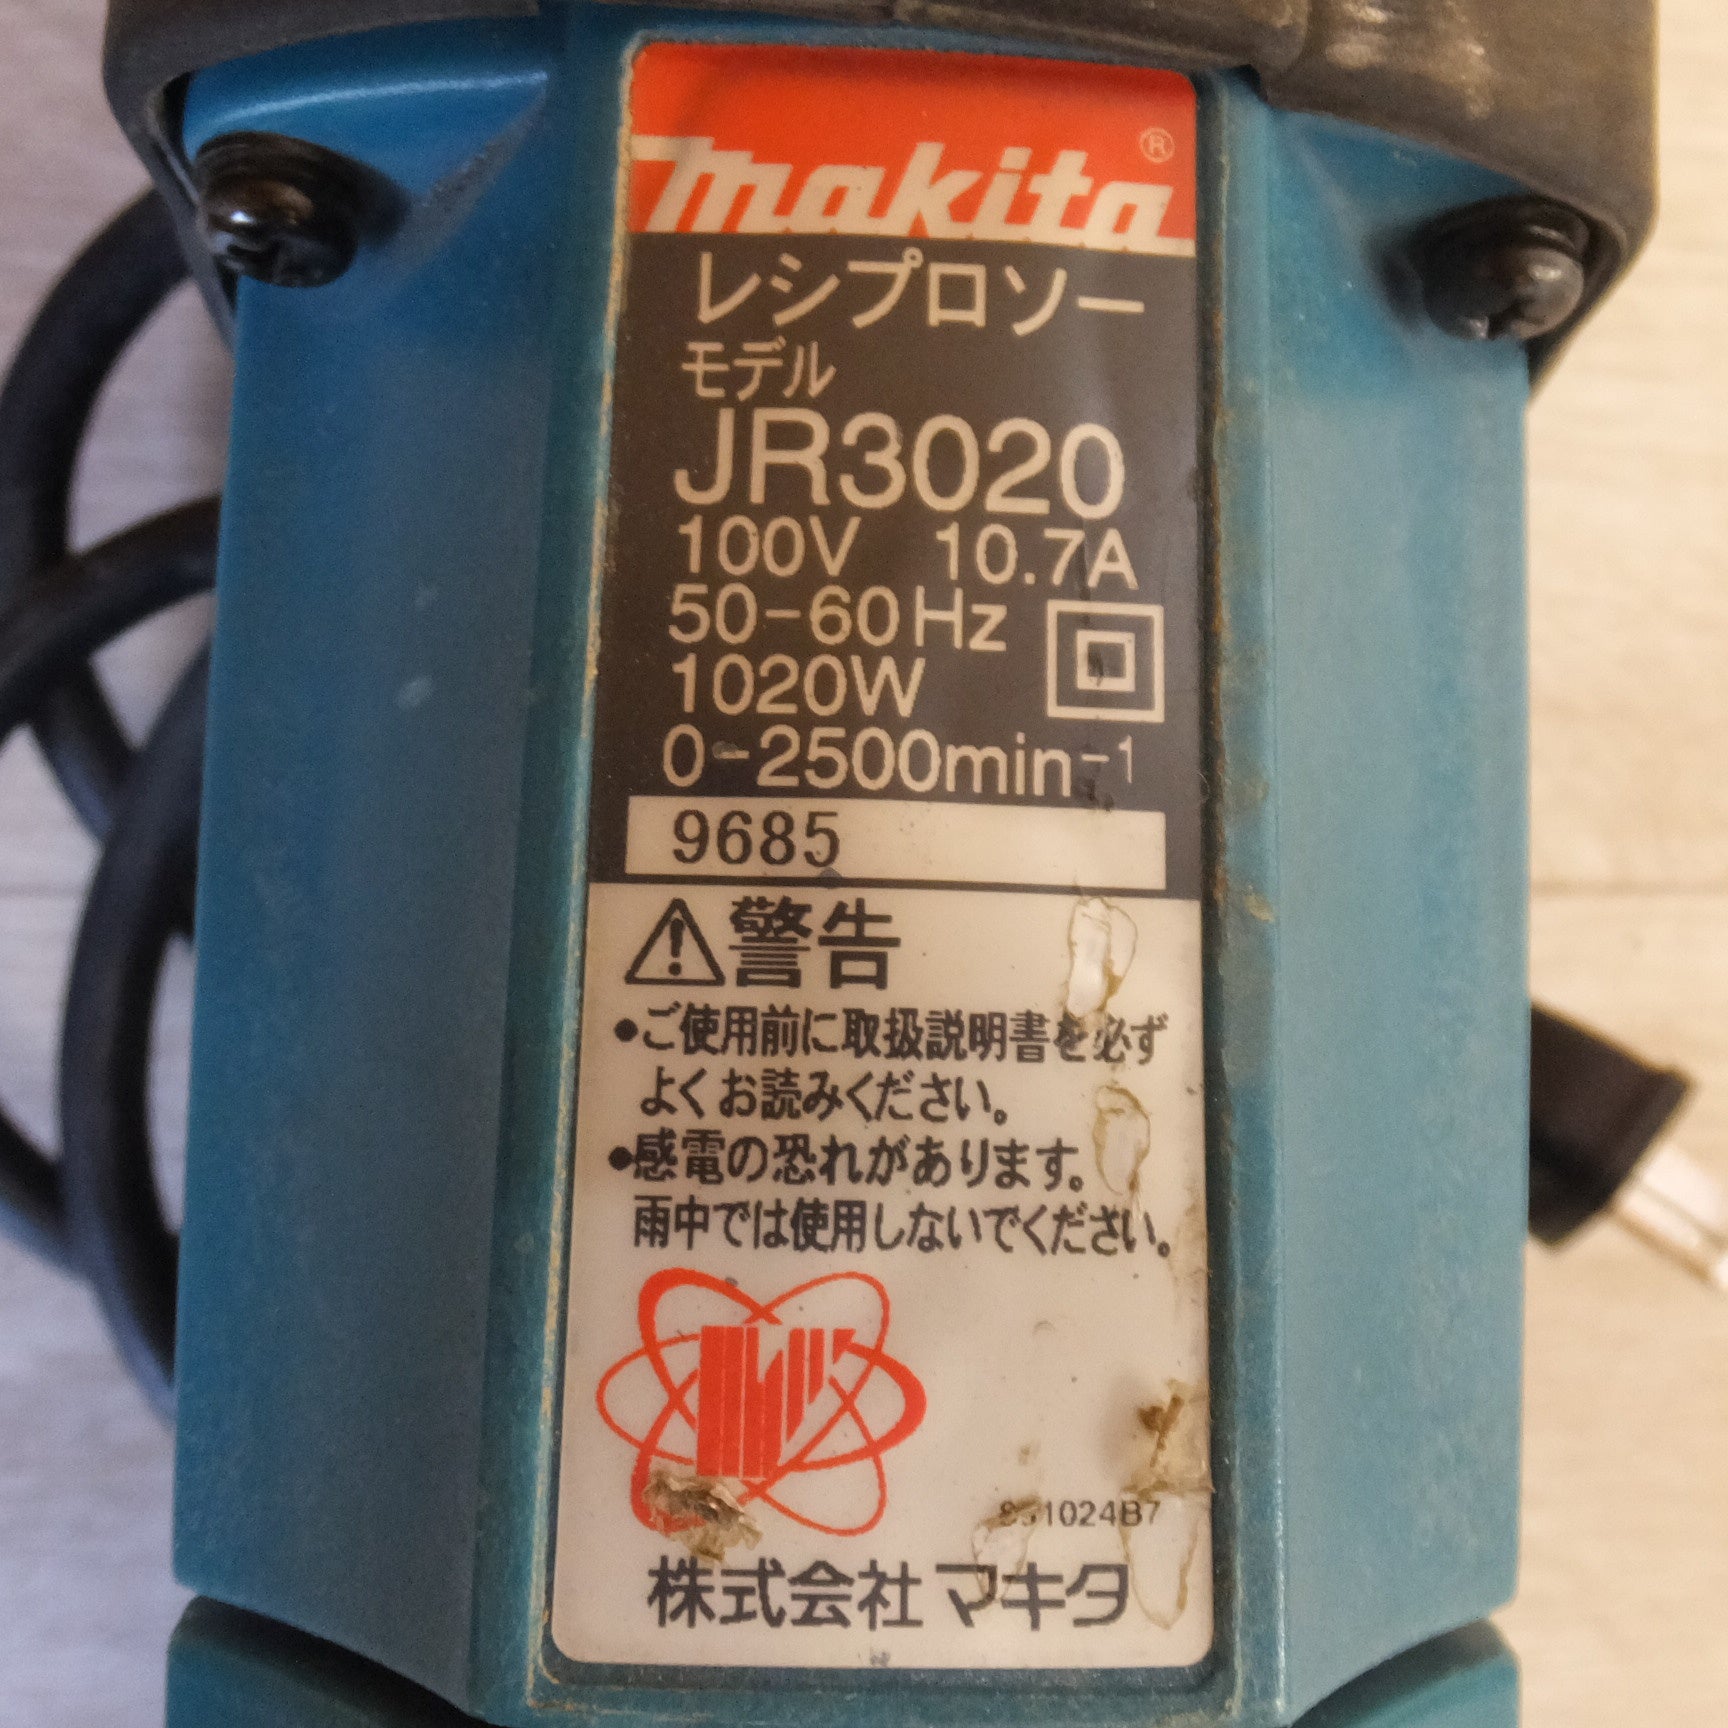 makita®
レシプロソー
モデル
JR3020
100V 10.7A
50-60Hz
1020W
0-2500min⁻¹
9685
警告
●ご使用前に取扱説明書を必ず
よくお読みください。
●感電の恐れがあります。
雨中では使用しないでください。
851024B7
株式会社マキタ